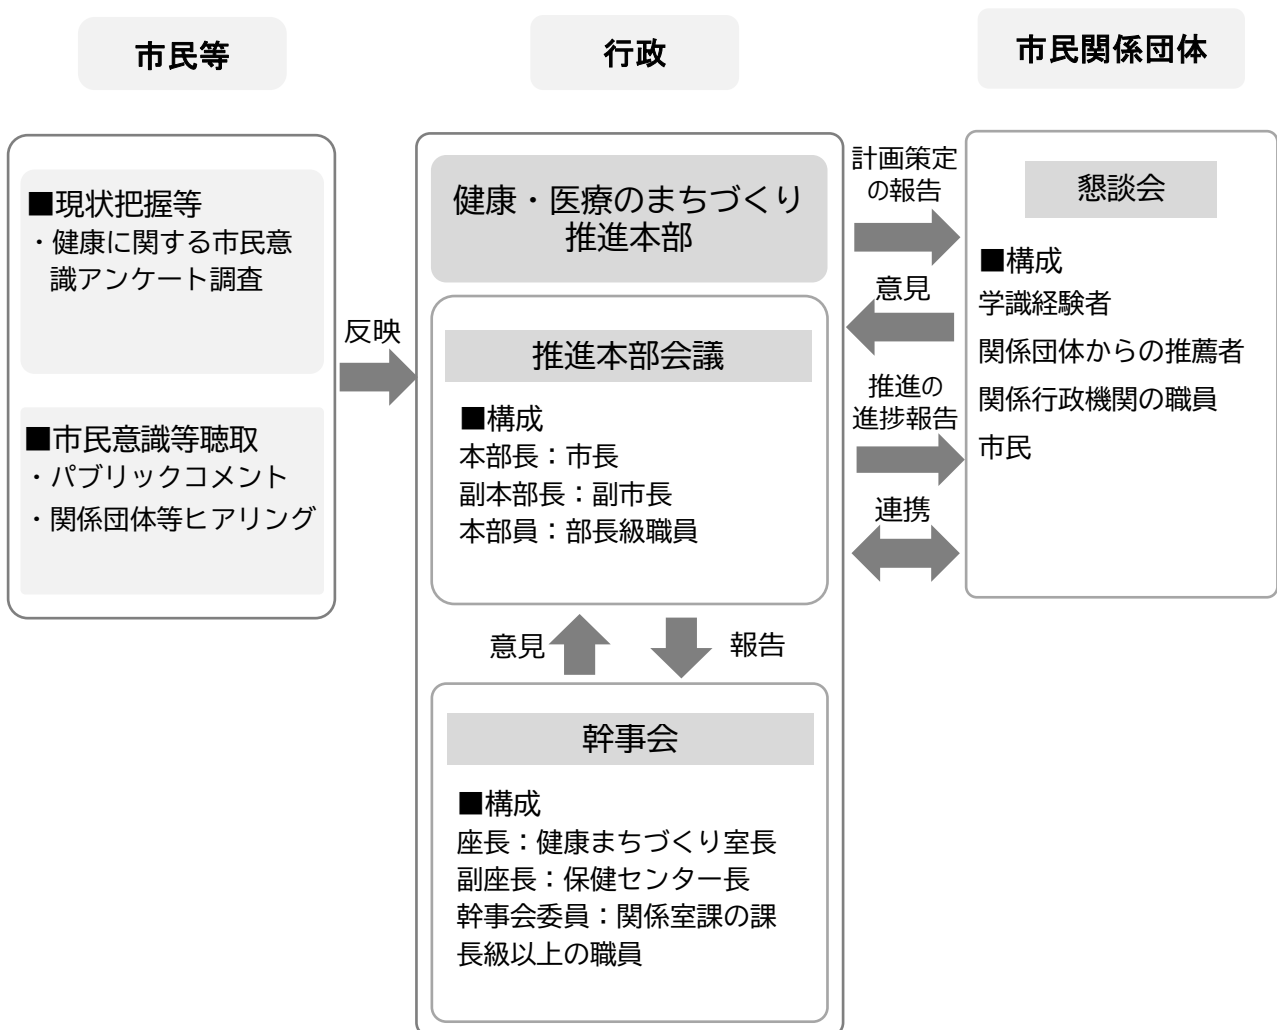 市民等
行政
市民関係団体
■現状把握等
・健康に関する市民意
識アンケート調査
■市民意識等聴取
・パブリックコメント
・関係団体等ヒアリング
反映
健康・医療のまちづくり
推進本部
推進本部会議
■構成
本部長：市長
副本部長：副市長
本部員：部長級職員
意見
報告
幹事会
■構成
座長：健康まちづくり室長
副座長：保健センター長
幹事会委員：関係室課の課
長級以上の職員
計画策定
の報告
意見
推進の
進捗報告
連携
懇談会
■構成
学識経験者
関係団体からの推薦者
関係行政機関の職員
市民